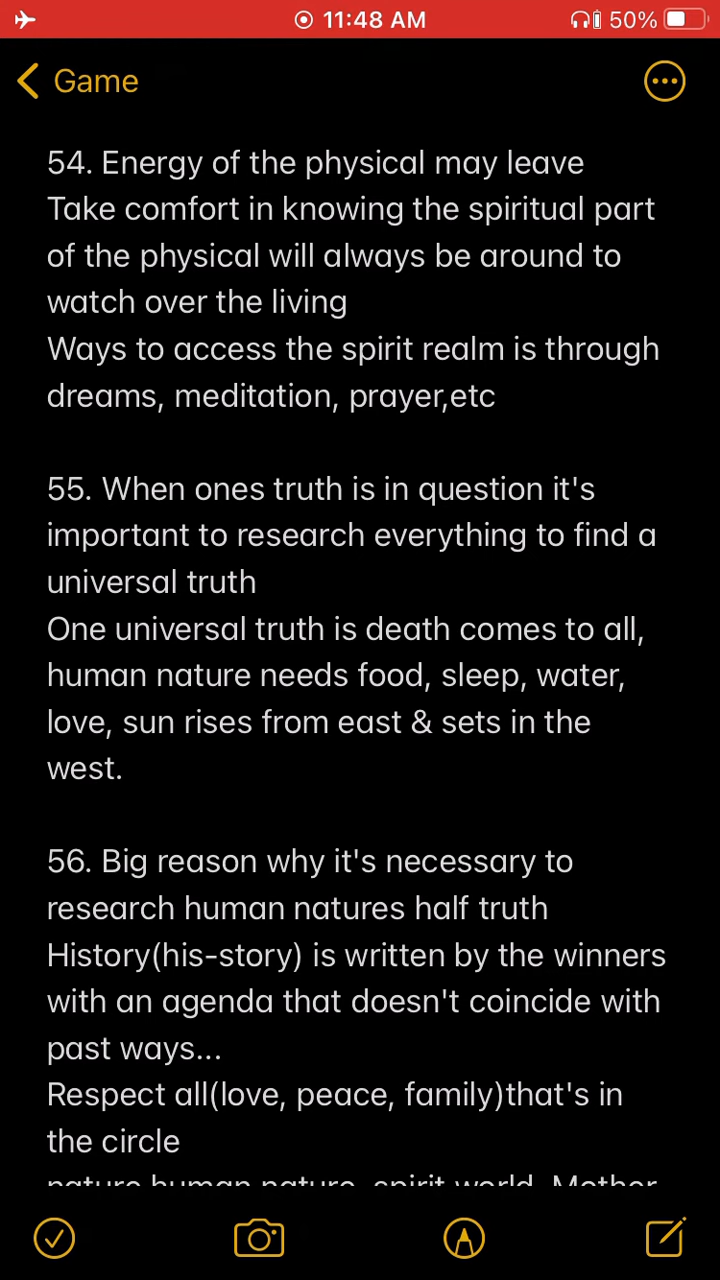 11:48 AM
50%
Game
54. Energy of the physical may leave
Take comfort in knowing the spiritual part
of the physical will always be around to
watch over the living
Ways to access the spirit realm is through
dreams, meditation, prayer,etc
55. When ones truth is in question it's
important to research everything to find a
universal truth
One universal truth is death comes to all,
human nature needs food, sleep, water,
love, sun rises from east & sets in the
west.
56. Big reason why it's necessary to
research human natures half truth
History(his-story) is written by the winners
with an agenda that doesn't coincide with
past ways...
Respect all(love, peace, family)that's in
the circle
nature human nature, spirit world, Mother